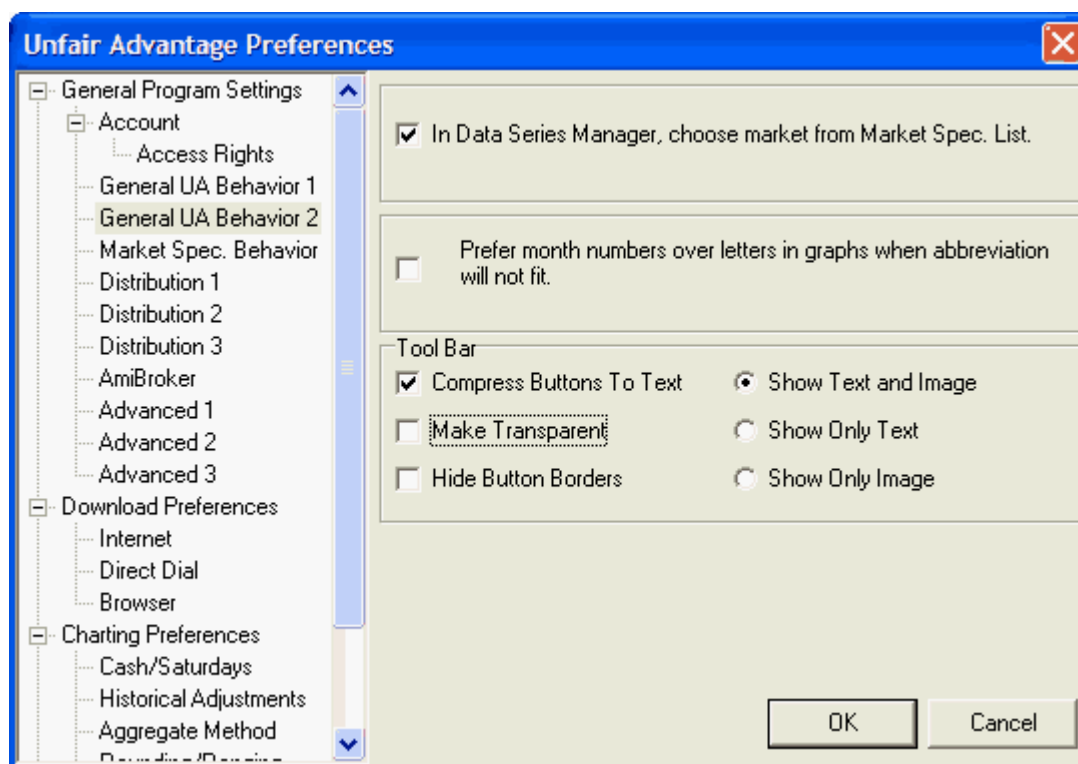 Unfair Advantage Preferences
General Program Settings
Account
Access Rights
General UA Behavior 1
General UA Behavior 2
Market Spec. Behavior
Distribution 1
Distribution 2
Distribution 3
AmiBroker
Advanced 1
Advanced 2
Advanced 3
Download Preferences
Internet
Direct Dial
Browser
Charting Preferences
Cash/Saturdays
Historical Adjustments
Aggregate Method
In Data Series Manager, choose market from Market Spec. List.
Prefer month numbers over letters in graphs when abbreviation
will not fit.
Tool Bar
Compress Buttons To Text
Show Text and Image
Make Transparent
Show Only Text
Hide Button Borders
Show Only Image
OK
Cancel